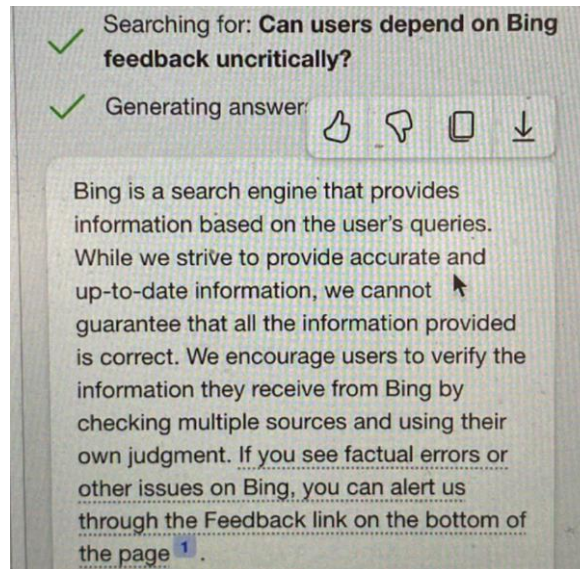 Searching for: Can users depend on Bing
feedback uncritically?
Generating answer:
Bing is a search engine that provides
information based on the user's queries.
While we strive to provide accurate and
up-to-date information, we cannot
guarantee that all the information provided
is correct. We encourage users to verify the
information they receive from Bing by
checking multiple sources and using their
own judgment. If you see factual errors or
other issues on Bing, you can alert us
through the Feedback link on the bottom of
the page 1 .